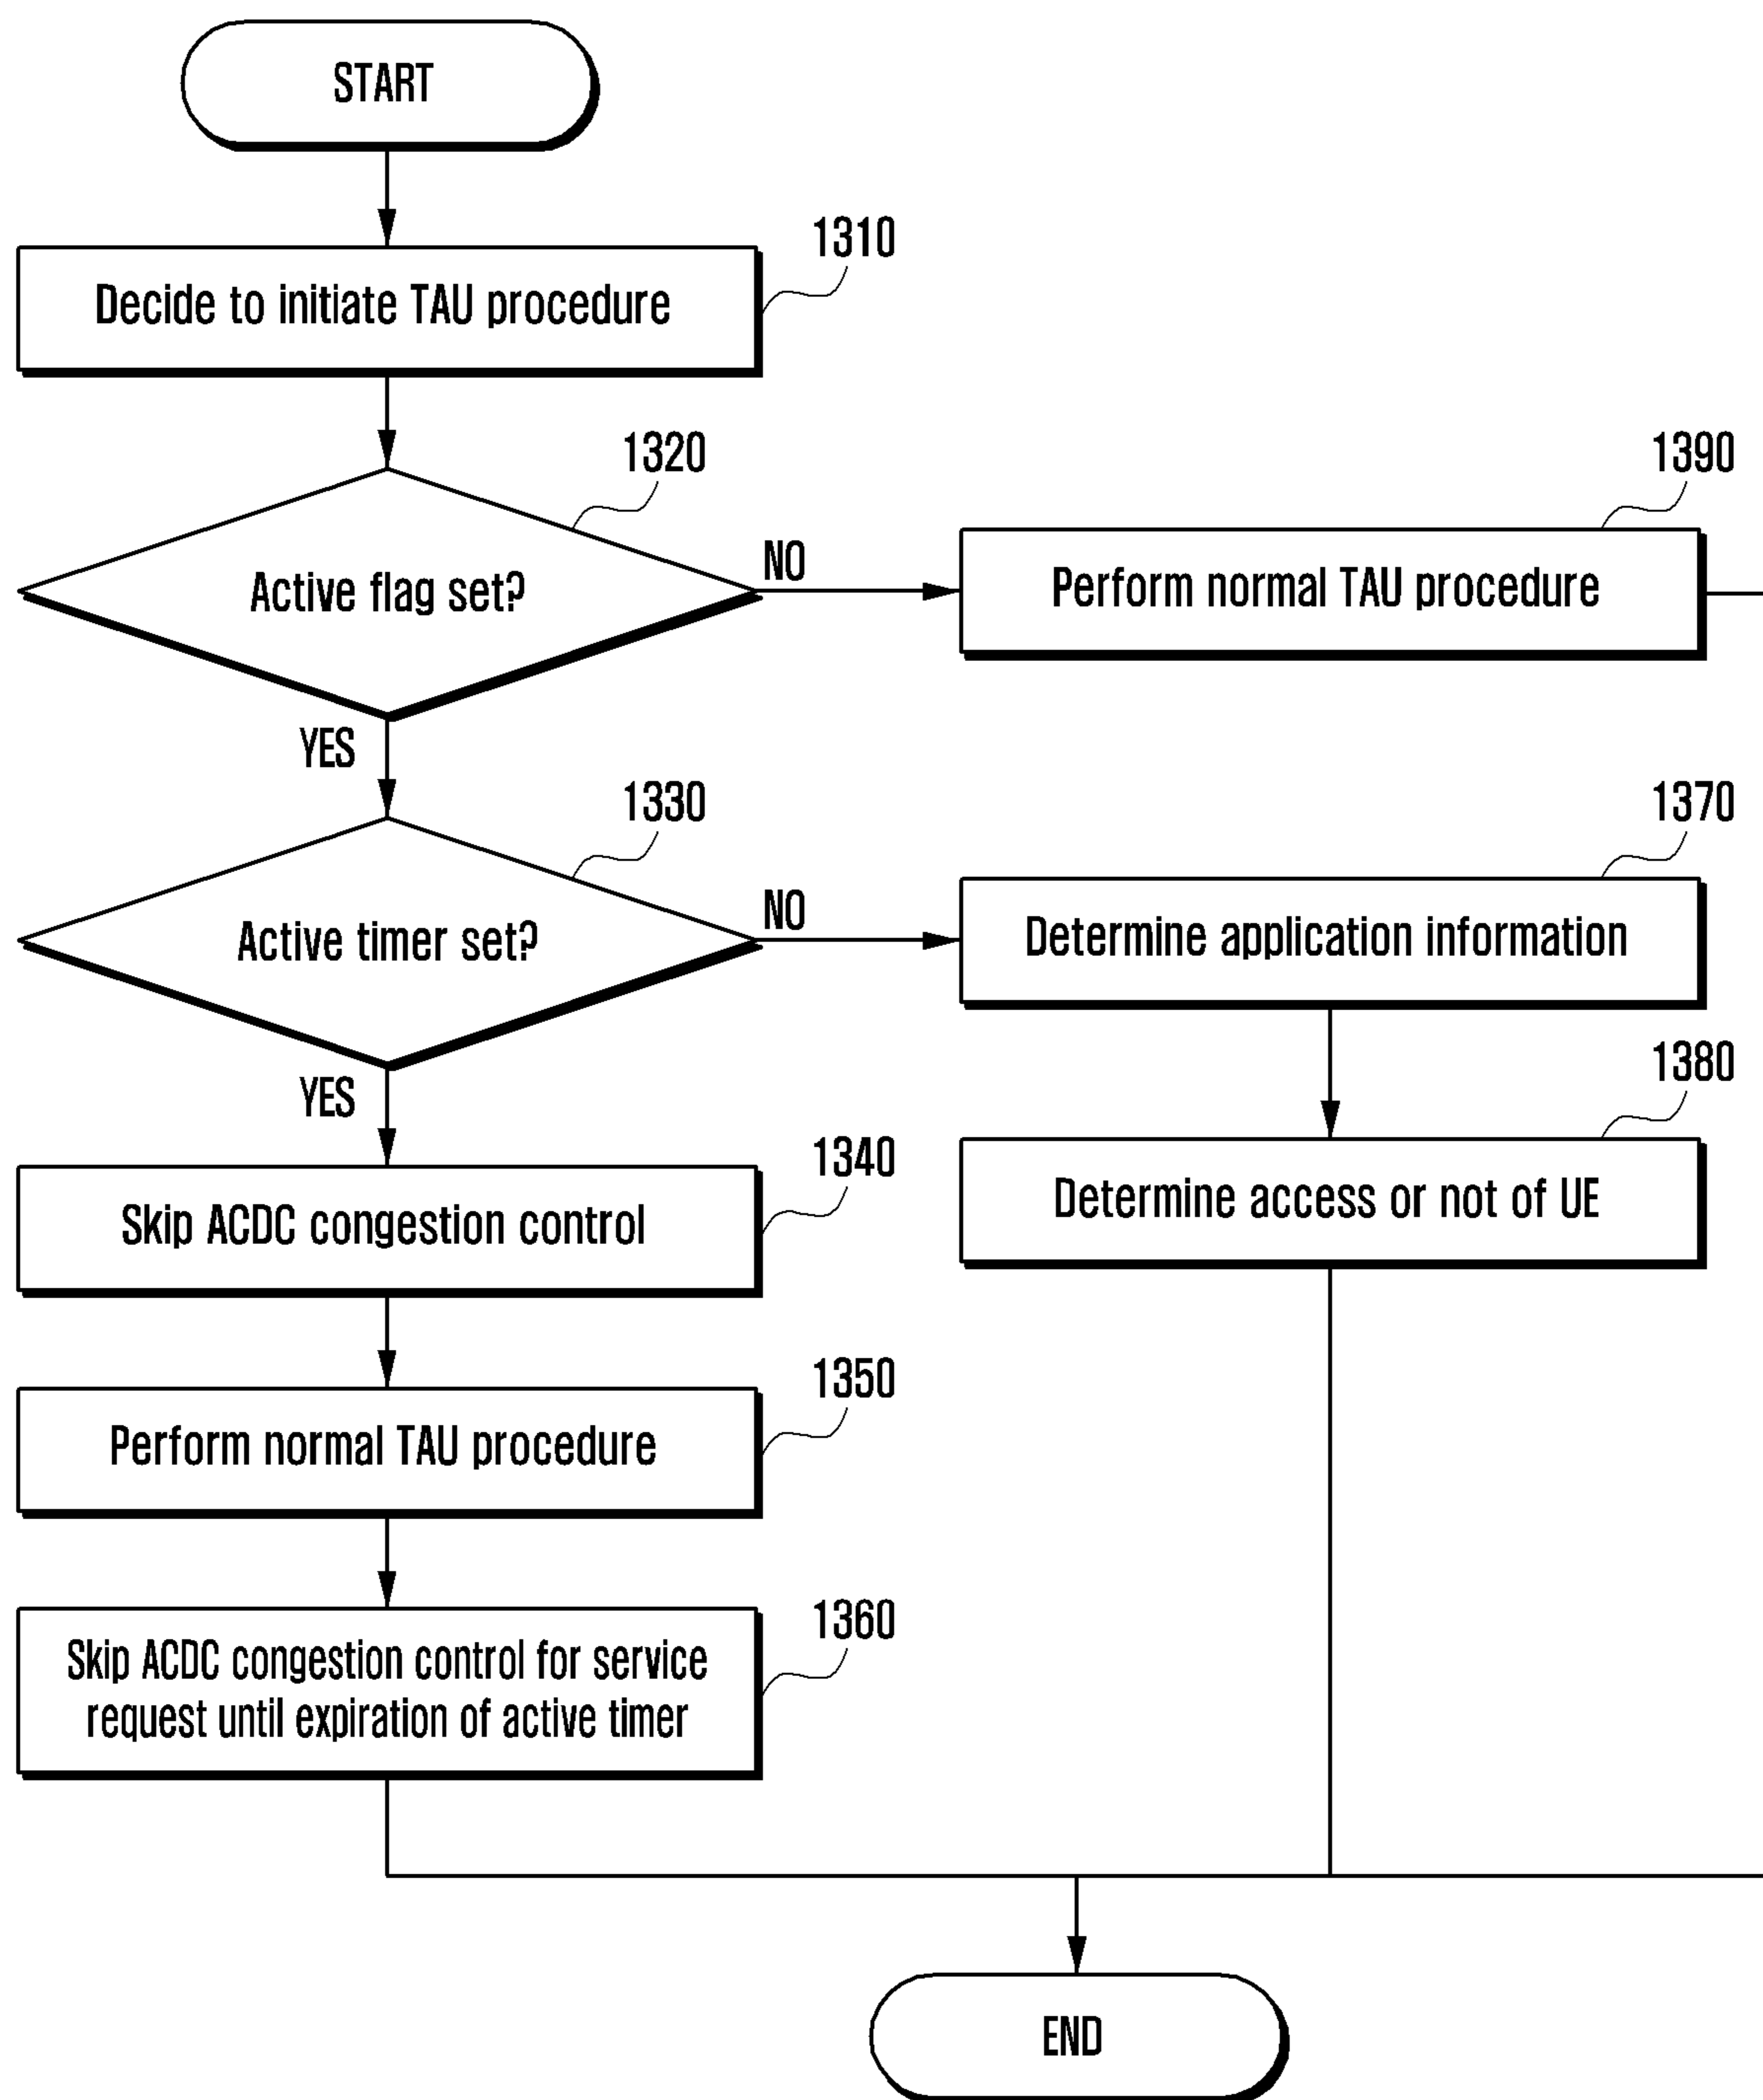 START
1310
Decide to initiate TAU procedure
1320
1390
Active flag set?
NO
Perform normal TAU procedure
YES
1330
1370
Active timer set?
NO
Determine application information
YES
1380
1340
Skip ACDC congestion control
Determine access or not of UE
1350
Perform normal TAU procedure
1360
Skip ACDC congestion control for service
request until expiration of active timer
END